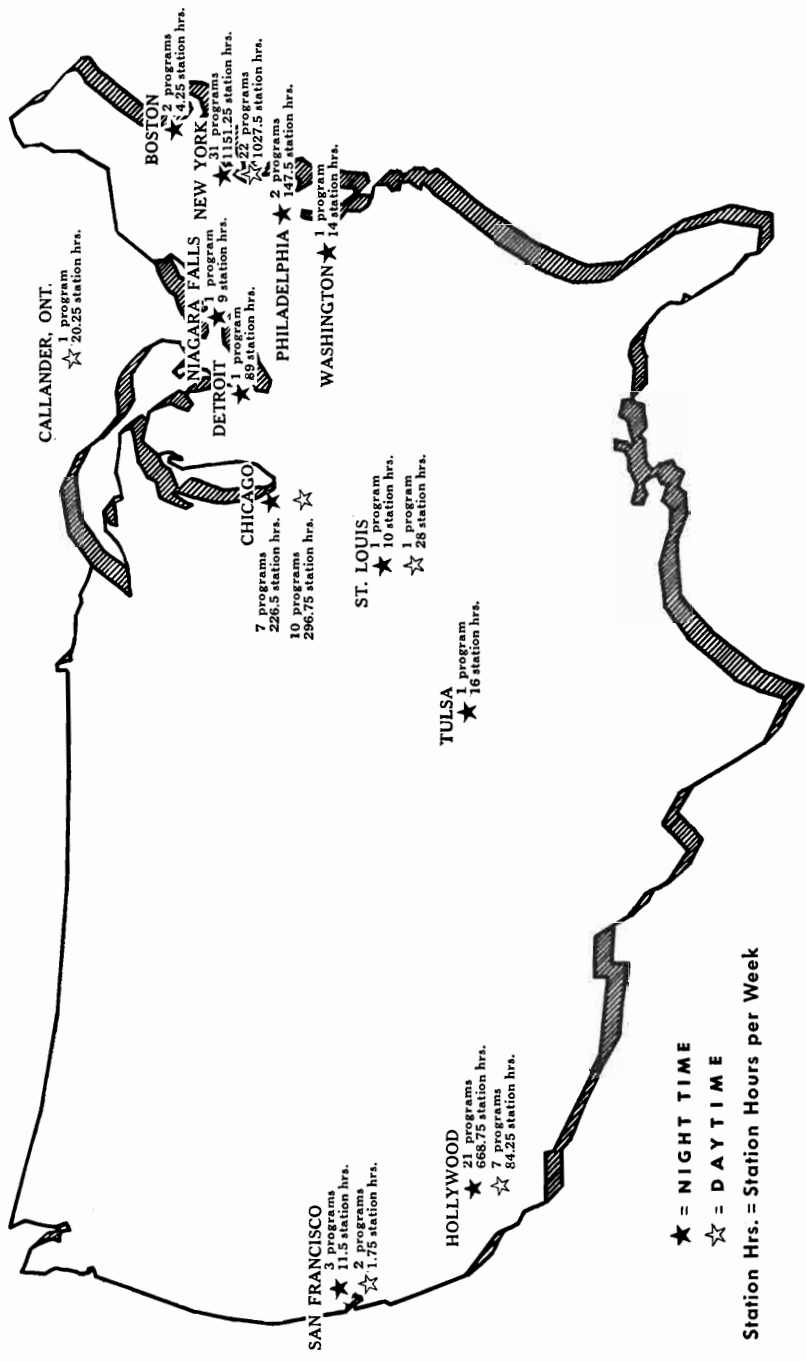 CALLANDER, ONT.
1 program
20.25 station hrs.
BOSTON
2 programs
4.25 station hrs.
NEW YORK
31 programs
1151.25 station hrs.
22 programs
1027.5 station hrs.
NIAGARA FALLS
1 program
9 station hrs.
DETROIT
1 program
89 station hrs.
PHILADELPHIA
2 programs
147.5 station hrs.
WASHINGTON
1 program
14 station hrs.
CHICAGO
7 programs
226.5 station hrs.
10 programs
296.75 station hrs.
ST. LOUIS
1 program
10 station hrs.
1 program
28 station hrs.
TULSA
1 program
16 station hrs.
SAN FRANCISCO
3 programs
11.5 station hrs.
2 programs
1.75 station hrs.
HOLLYWOOD
21 programs
668.75 station hrs.
7 programs
84.25 station hrs.
★ = NIGHT TIME
☆ = DAYTIME
Station Hrs. = Station Hours per Week